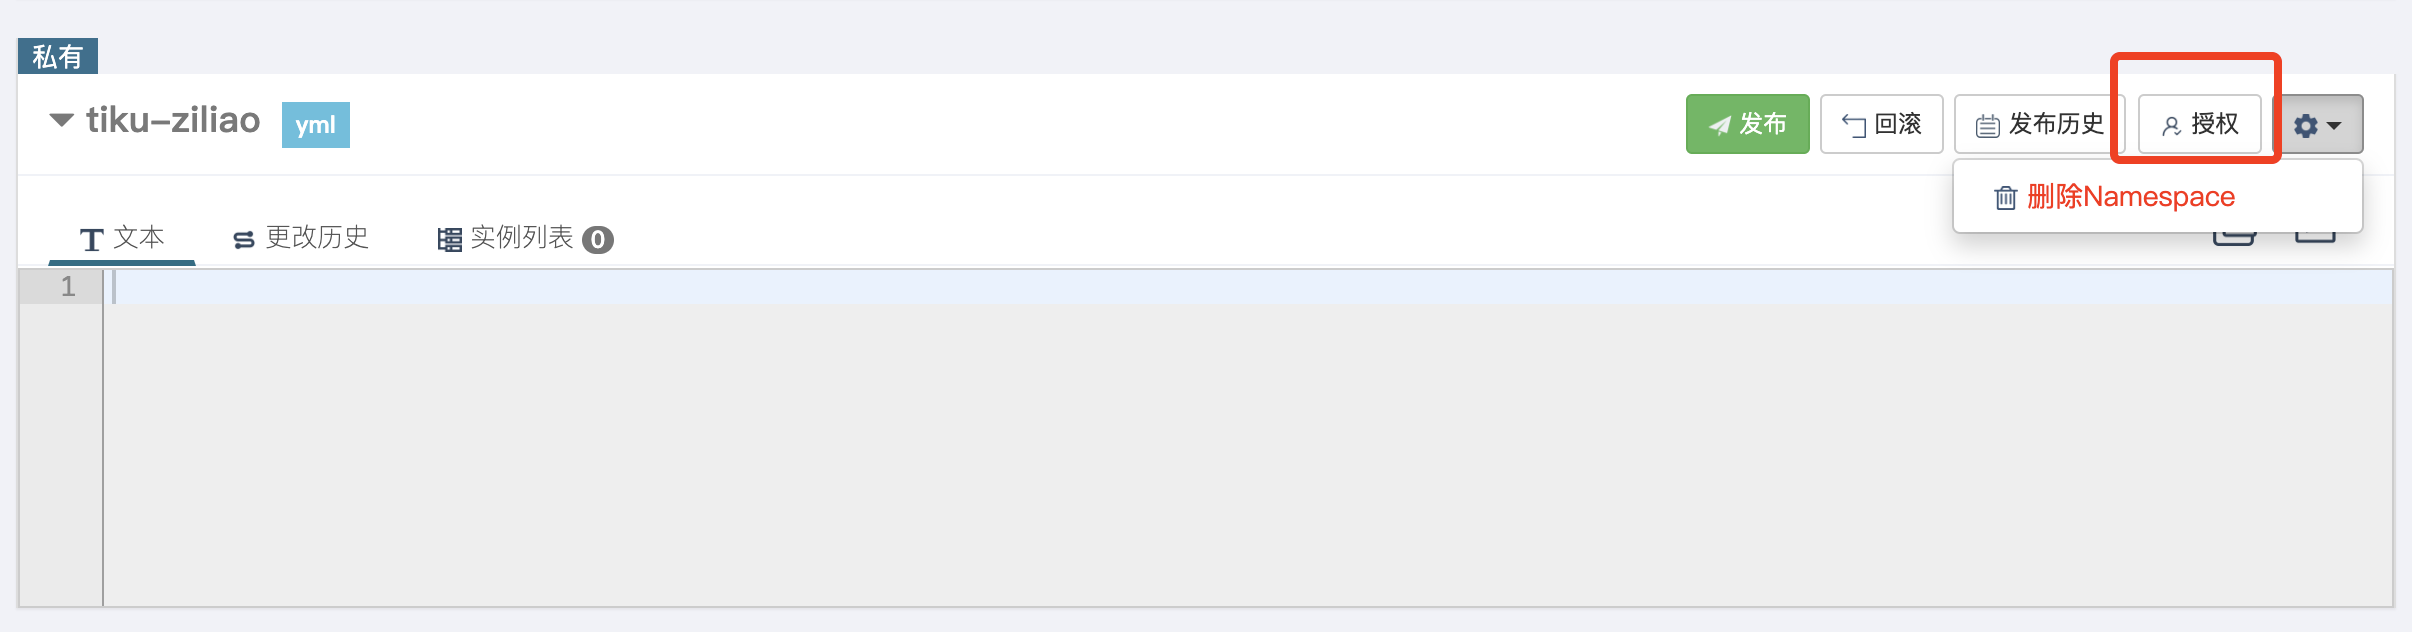 私有
tiku-ziliao yml 发布 回滚 发布历史 授权
删除Namespace
文本 更改历史 实例列表 0
1